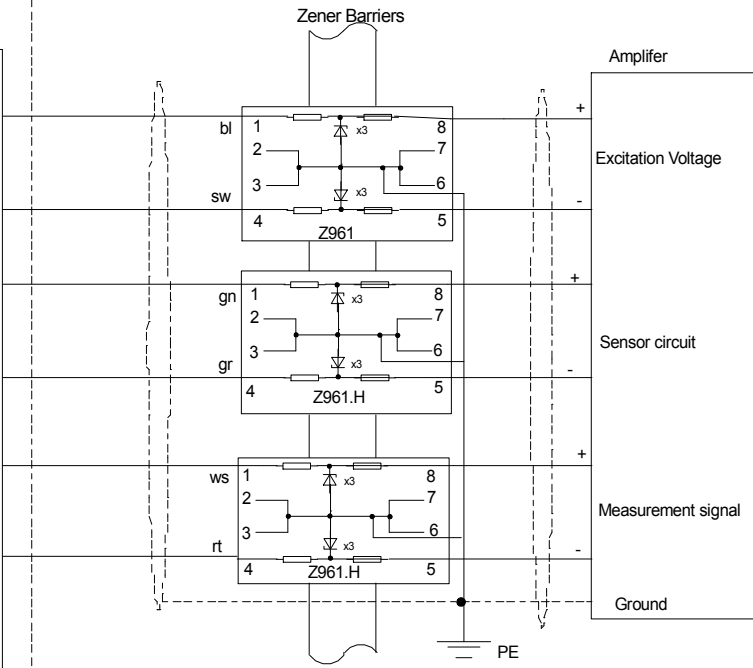 Zener Barriers
Amplifer
+
bl 1 x3 8
2 7
Excitation Voltage
3 6
sw x3 -
4 5
Z961
+
gn 1 x3 8
2 7
Sensor circuit
3 6
gr x3 -
4 5
Z961.H
+
ws 1 x3 8
2 7
Measurement signal
3 6
rt x3 -
4 Z961.H 5
Ground
PE